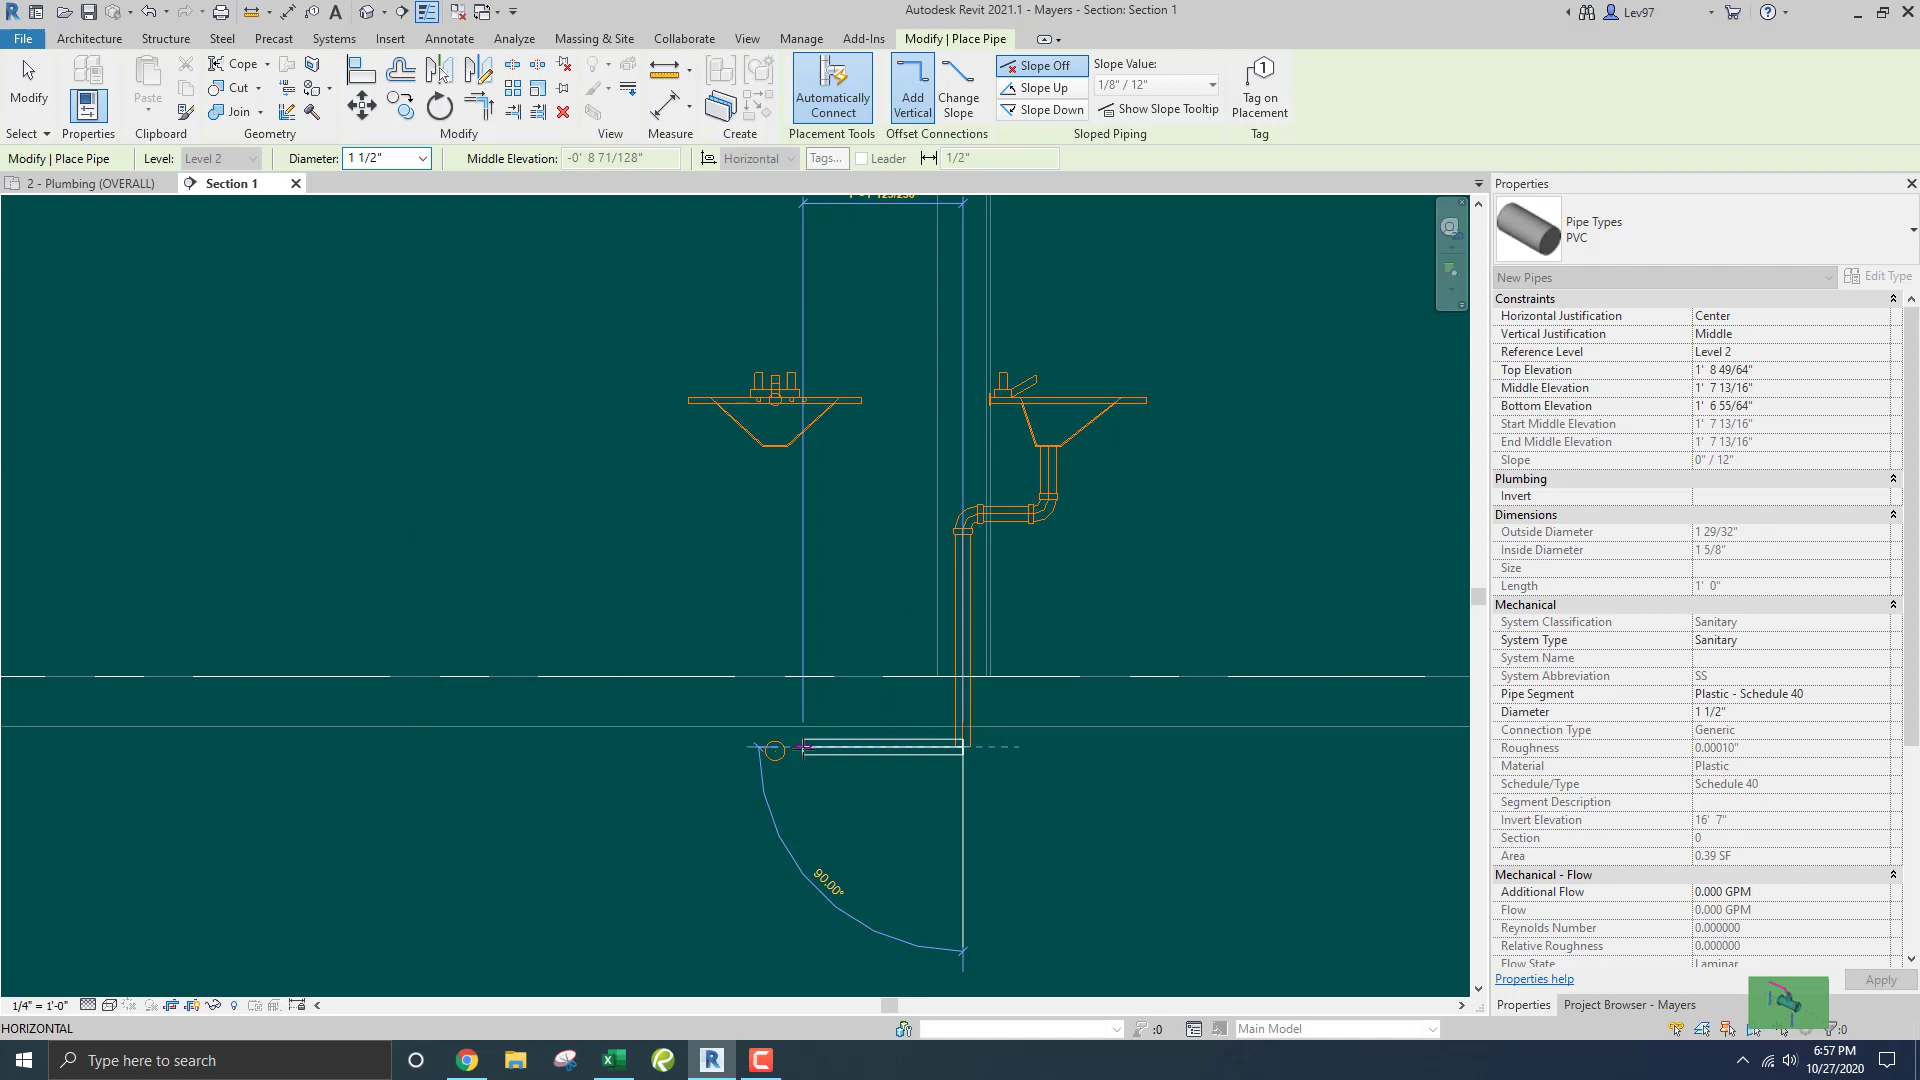 Autodesk Revit 2021.1 - Mayers - Section: Section 1
Lev97
File Architecture Structure Steel Precast Systems Insert Annotate Analyze Massing & Site Collaborate View Manage Add-Ins Modify | Place Pipe
Modify
Select
Properties
Paste
Clipboard
Cope
Cut
Join
Geometry
Modify
View
Measure
Create
Automatically Connect
Placement Tools
Add Vertical
Change Slope
Offset Connections
Slope Off
Slope Up
Slope Down
Slope Value:
1/8" / 12"
Show Slope Tooltip
Sloped Piping
Tag on Placement
Tag
Modify | Place Pipe Level: Level 2 Diameter: 1 1/2" Middle Elevation: -0' 8 71/128" Horizontal Tags... Leader 1/2"
2 - Plumbing (OVERALL) Section 1
90.00°
Properties
Pipe Types
PVC
New Pipes Edit Type
Constraints
Horizontal Justification Center
Vertical Justification Middle
Reference Level Level 2
Top Elevation 1' 8 49/64"
Middle Elevation 1' 7 13/16"
Bottom Elevation 1' 6 55/64"
Start Middle Elevation 1' 7 13/16"
End Middle Elevation 1' 7 13/16"
Slope 0" / 12"
Plumbing
Invert
Dimensions
Outside Diameter 1 29/32"
Inside Diameter 1 5/8"
Size
Length 1' 0"
Mechanical
System Classification Sanitary
System Type Sanitary
System Name
System Abbreviation SS
Pipe Segment Plastic - Schedule 40
Diameter 1 1/2"
Connection Type Generic
Roughness 0.00010"
Material Plastic
Schedule/Type Schedule 40
Segment Description
Invert Elevation 16' 7"
Section 0
Area 0.39 SF
Mechanical - Flow
Additional Flow 0.000 GPM
Flow 0.000 GPM
Reynolds Number 0.000000
Relative Roughness 0.000000
Flow State Laminar
Properties help Apply
Properties Project Browser - Mayers
1/4" = 1'-0"
HORIZONTAL
:0
Main Model
:0
Type here to search
6:57 PM
10/27/2020